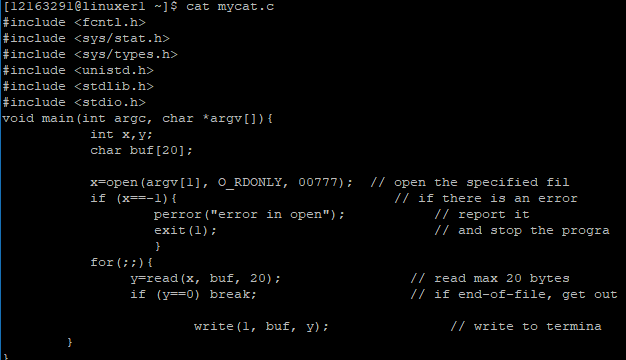 [12163291@linuxer1 ~]$ cat mycat.c
#include <fcntl.h>
#include <sys/stat.h>
#include <sys/types.h>
#include <unistd.h>
#include <stdlib.h>
#include <stdio.h>
void main(int argc, char *argv[]){
int x,y;
char buf[20];
x=open(argv[1], O_RDONLY, 00777); // open the specified fil
if (x==-1){ // if there is an error
perror("error in open"); // report it
exit(1); // and stop the progra
}
for(;;){
y=read(x, buf, 20); // read max 20 bytes
if (y==0) break; // if end-of-file, get out
write(1, buf, y); // write to termina
}
}